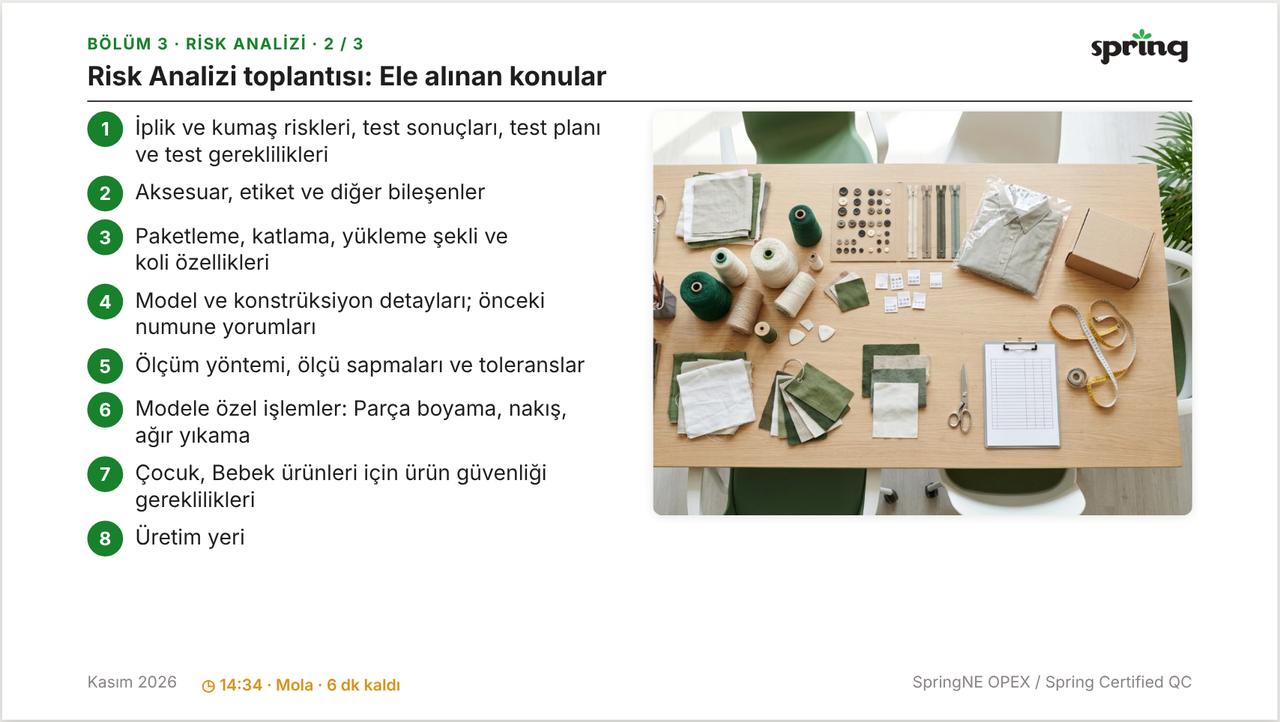 BÖLÜM 3 · RİSK ANALİZİ · 2 / 3
spring
Risk Analizi toplantısı: Ele alınan konular
1 İplik ve kumaş riskleri, test sonuçları, test planı
ve test gereklilikleri
2 Aksesuar, etiket ve diğer bileşenler
3 Paketleme, katlama, yükleme şekli ve
koli özellikleri
4 Model ve konstrüksiyon detayları; önceki
numune yorumları
5 Ölçüm yöntemi, ölçü sapmaları ve toleranslar
6 Modele özel işlemler: Parça boyama, nakış,
ağır yıkama
7 Çocuk, Bebek ürünleri için ürün güvenliği
gereklilikleri
8 Üretim yeri
Kasım 2026
14:34 · Mola · 6 dk kaldı
SpringNE OPEX / Spring Certified QC